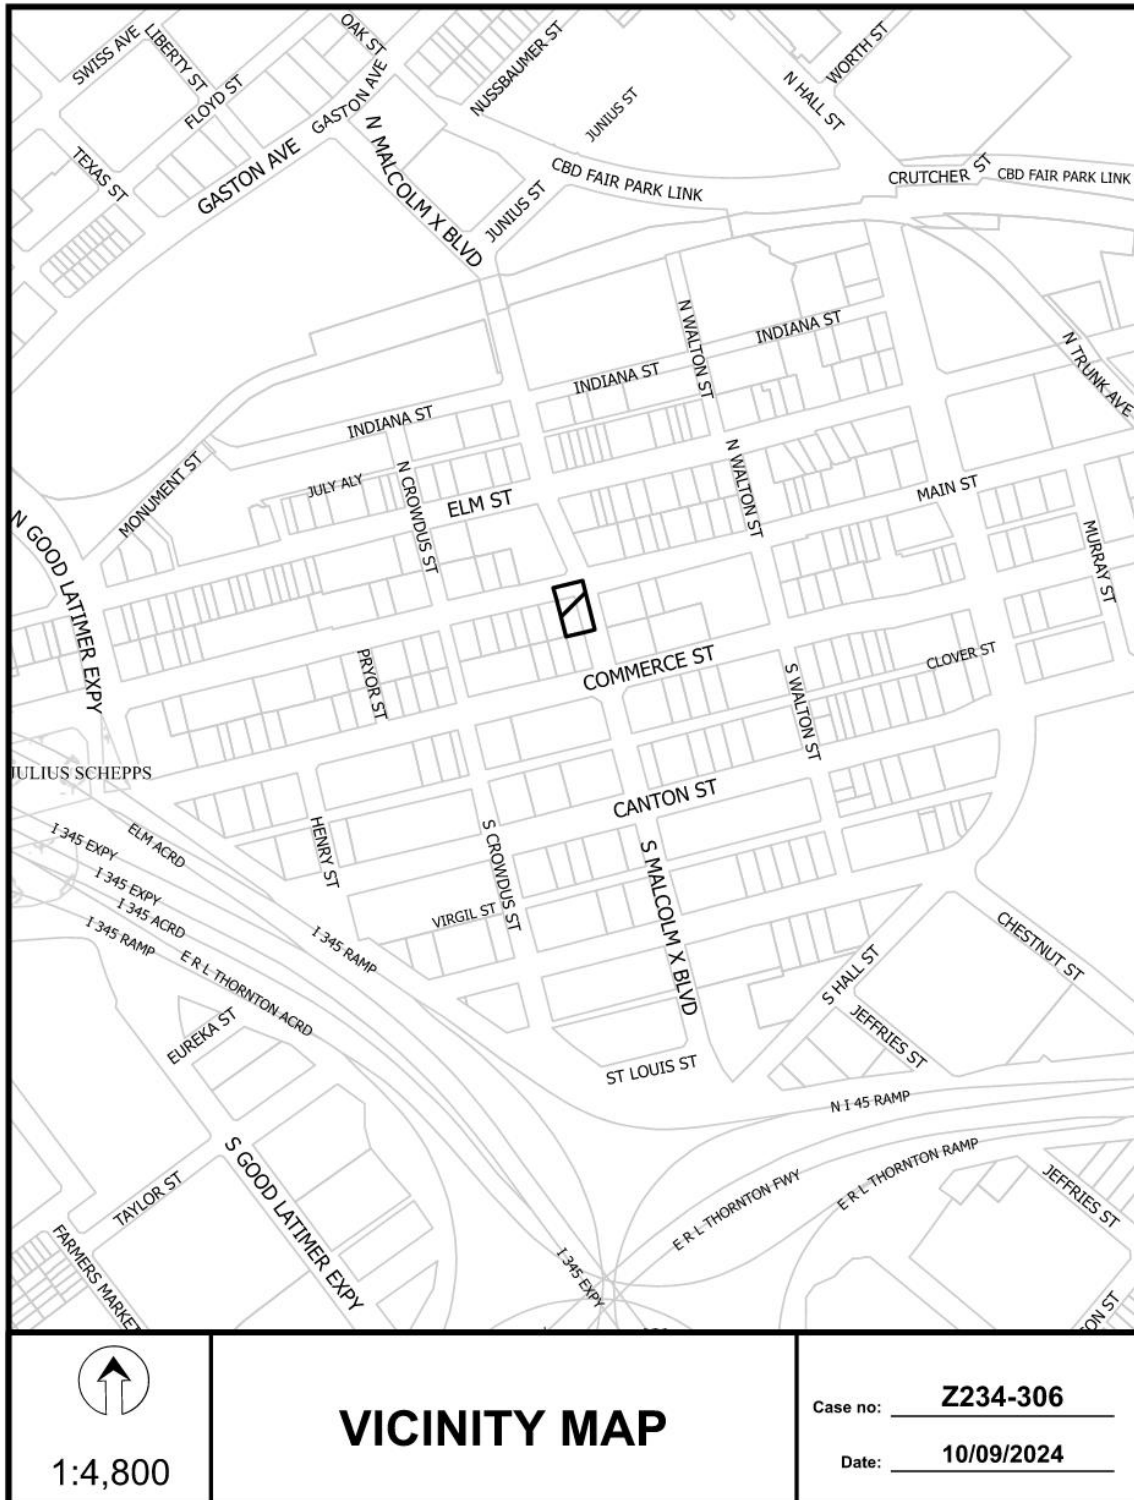 SWISS AVE
LIBERTY ST
FLOYD ST
OAK ST
GASTON AVE
NUSSBAUMER ST
JUNIUS ST
WORTH ST
N HALL ST
TEXAS ST
GASTON AVE
N MALCOLM X BLVD
JUNIUS ST
CBD FAIR PARK LINK
CRUTCHER ST
CBD FAIR PARK LINK
N WALTON ST
INDIANA ST
INDIANA ST
INDIANA ST
N TRUNK AVE
MONUMENT ST
JULY ALY
N CROWDUS ST
ELM ST
N WALTON ST
MAIN ST
MURRAY ST
N GOOD LATIMER EXPY
PRYOR ST
COMMERCE ST
S WALTON ST
CLOVER ST
JULIUS SCHEPPS
CANTON ST
ELM ACRD
I 345 EXPY
I 345 EXPY
I 345 ACRD
I 345 RAMP
HENRY ST
S CROWDUS ST
S MALCOLM X BLVD
VIRGIL ST
I 345 RAMP
E R L THORNTON ACRD
CHESTNUT ST
S HALL ST
EUREKA ST
JEFFRIES ST
ST LOUIS ST
N I 45 RAMP
S GOOD LATIMER EXPY
TAYLOR ST
E R L THORNTON FWY
E R L THORNTON RAMP
JEFFRIES ST
FARMERS MARKET
I 345 EXPY
ON ST
1:4,800
VICINITY MAP
Case no: Z234-306
Date: 10/09/2024